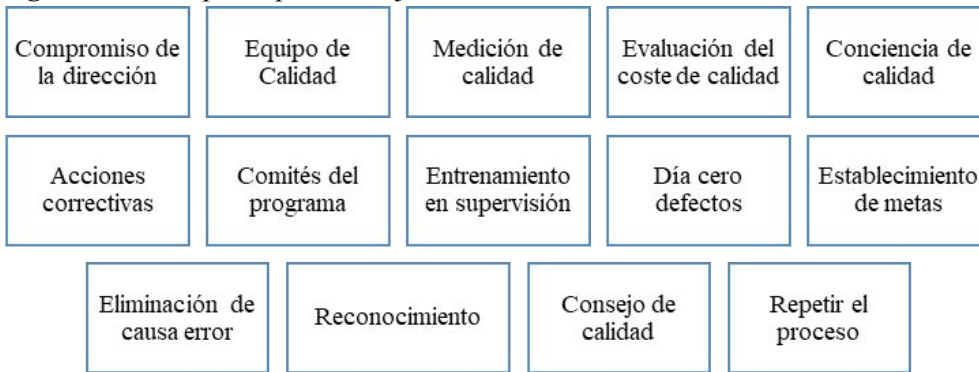 Compromiso de
la dirección
Equipo de
Calidad
Medición de
calidad
Evaluación del
coste de calidad
Conciencia de
calidad
Acciones
correctivas
Comités del
programa
Entrenamiento
en supervisión
Día cero
defectos
Establecimiento
de metas
Eliminación de
causa error
Reconocimiento
Consejo de
calidad
Repetir el
proceso